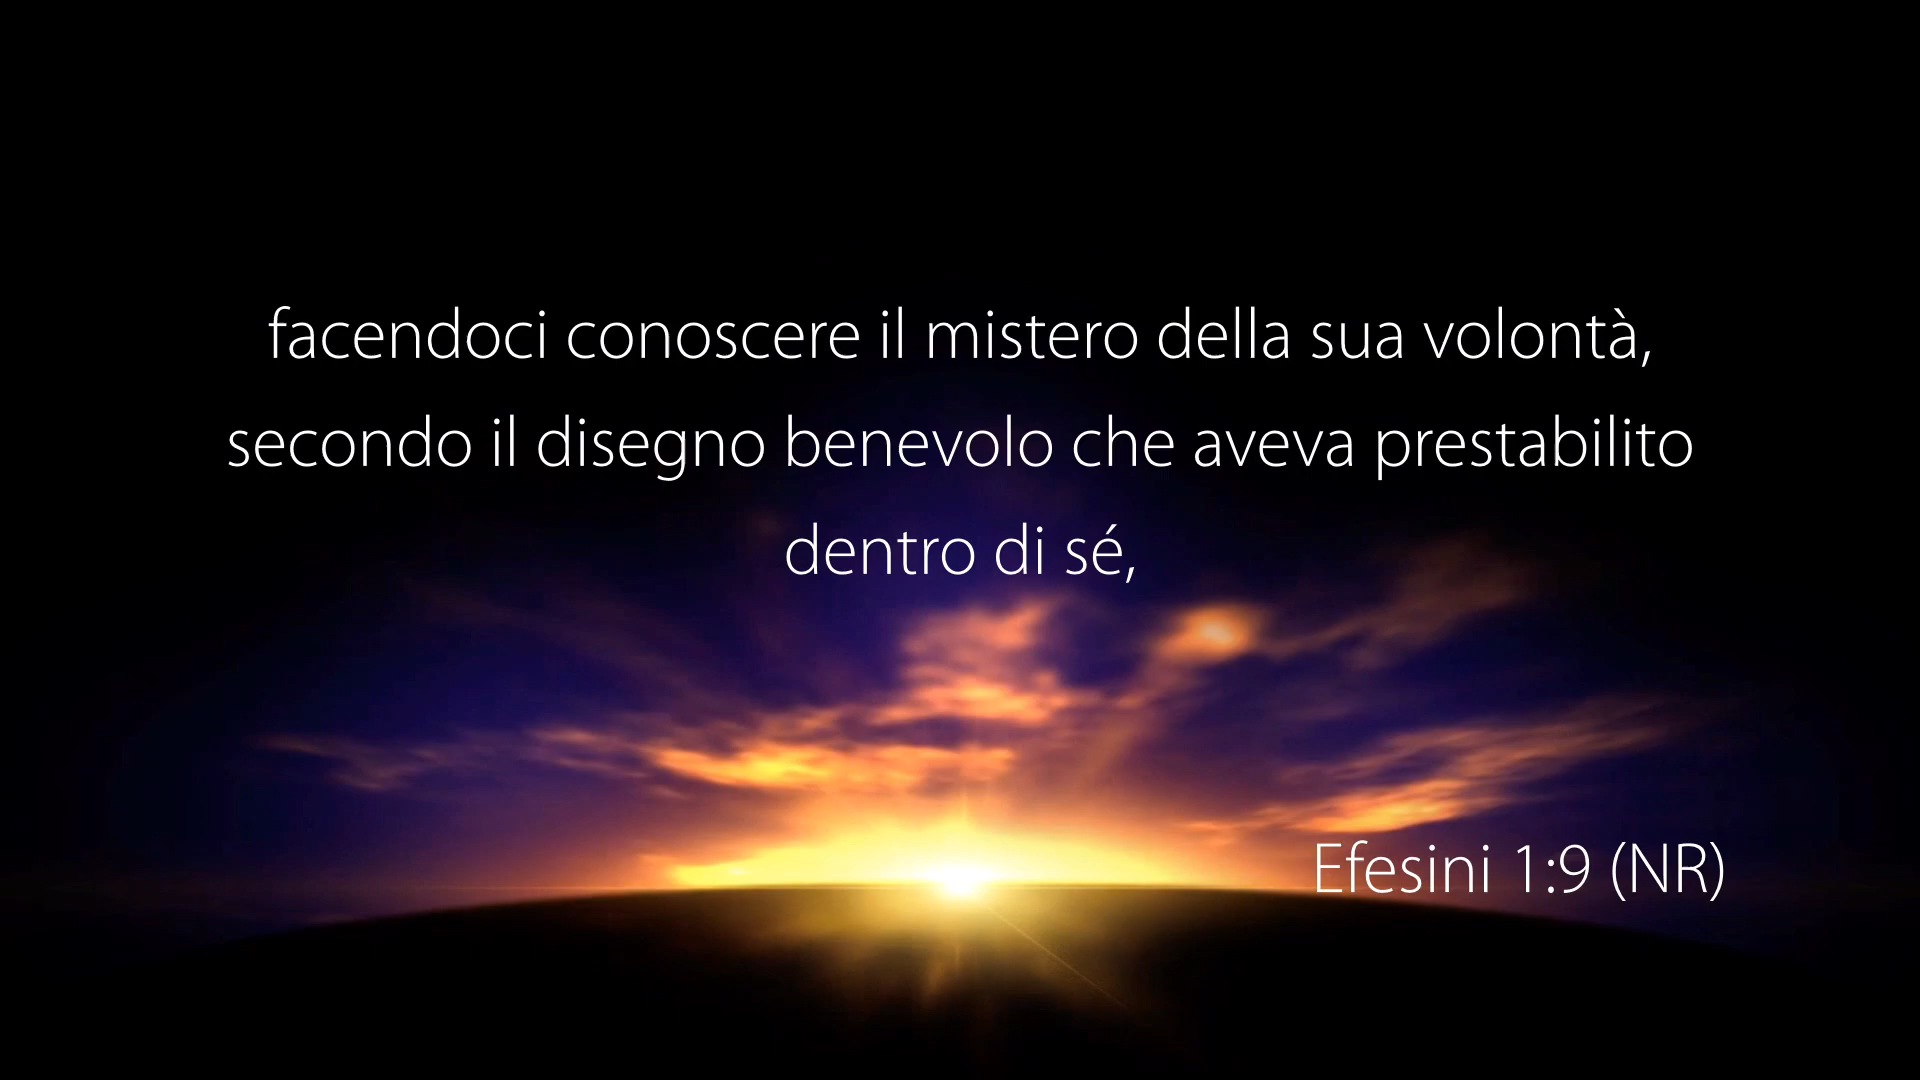 facendoci conoscere il mistero della sua volontà,
secondo il disegno benevolo che aveva prestabilito
dentro di sé,
Efesini 1:9 (NR)